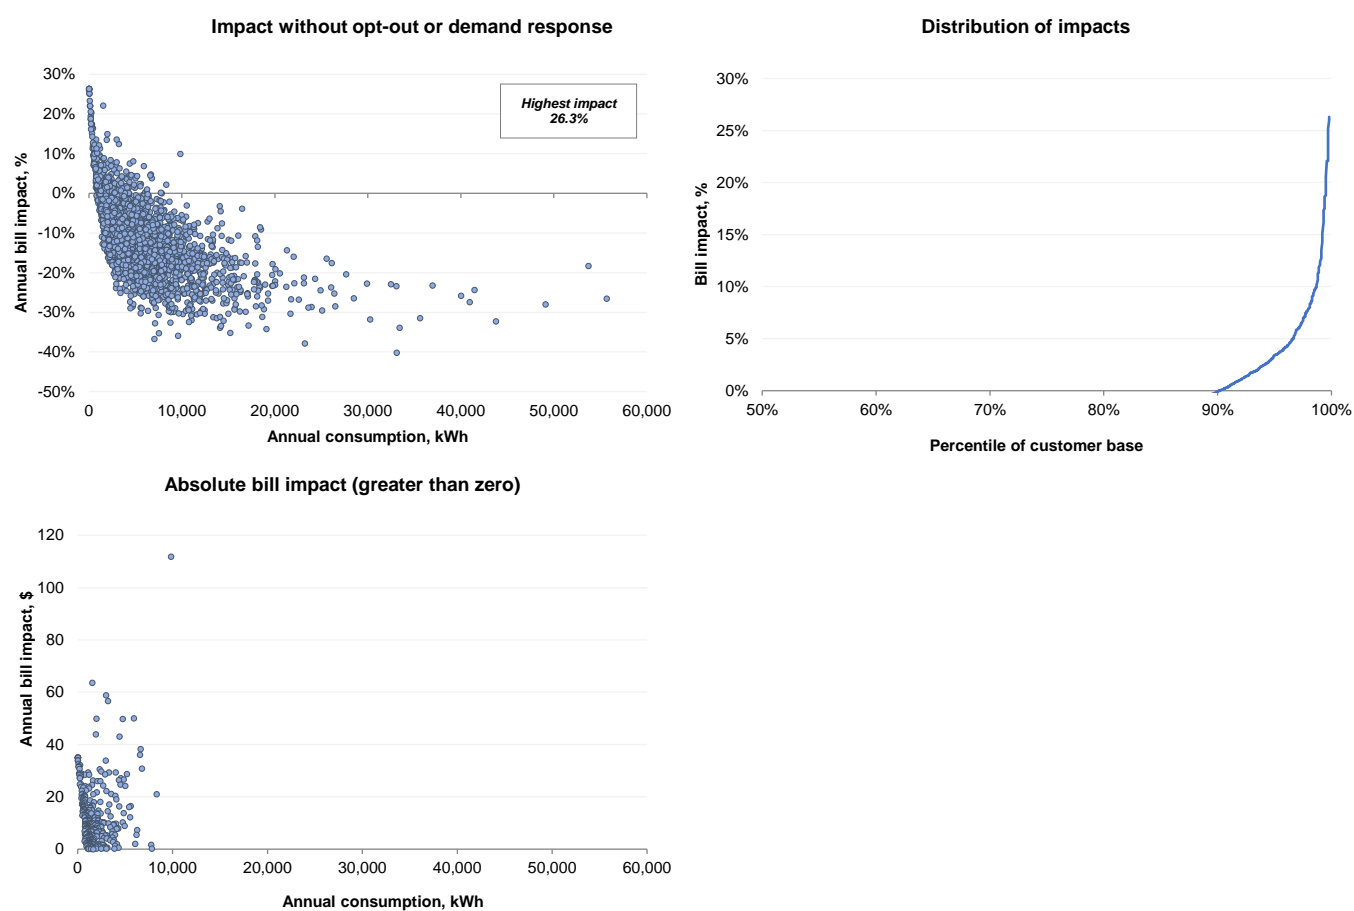 Impact without opt-out or demand response
30%
20%
10%
0%
-10%
-20%
-30%
-40%
-50%
Annual bill impact, %
Highest impact
26.3%
0 10,000 20,000 30,000 40,000 50,000 60,000
Annual consumption, kWh
Distribution of impacts
30%
25%
20%
15%
10%
5%
0%
Bill impact, %
50% 60% 70% 80% 90% 100%
Percentile of customer base
Absolute bill impact (greater than zero)
120
100
80
60
40
20
0
Annual bill impact, $
0 10,000 20,000 30,000 40,000 50,000 60,000
Annual consumption, kWh